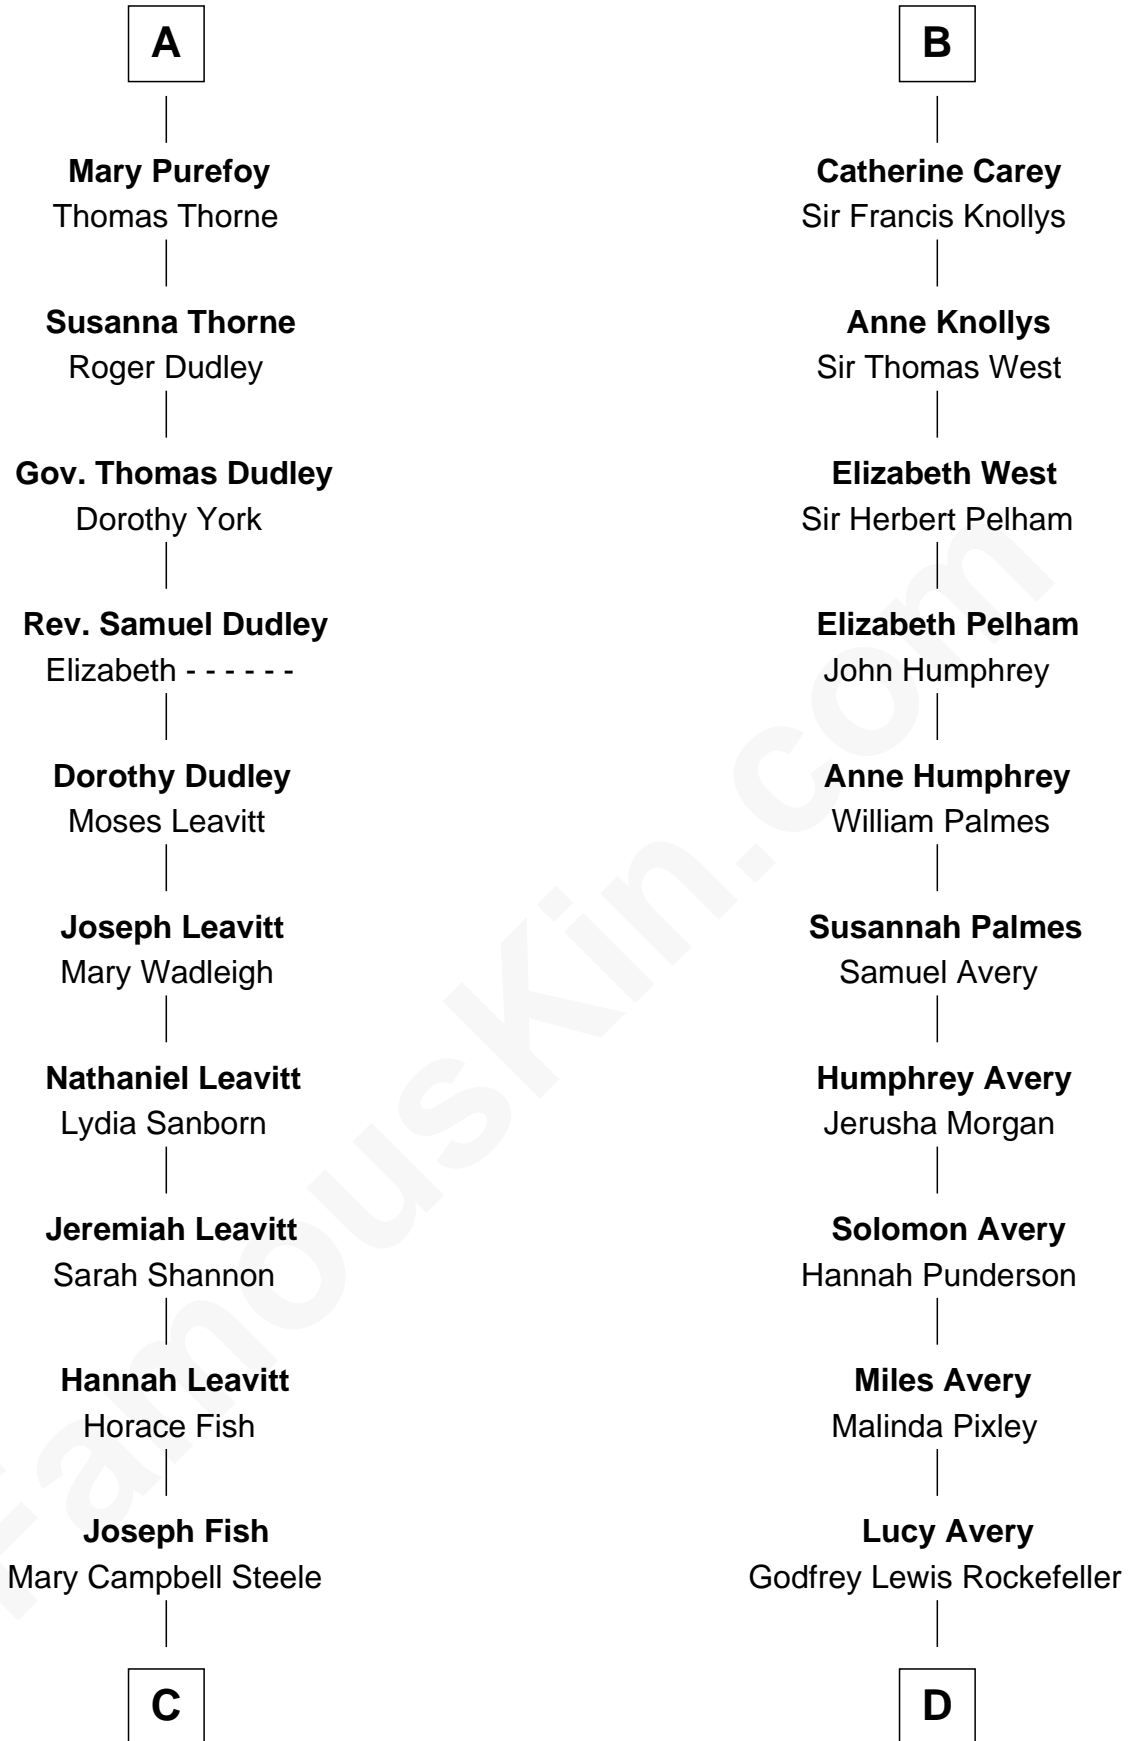 A
Mary Purefoy
Thomas Thorne
Susanna Thorne
Roger Dudley
Gov. Thomas Dudley
Dorothy York
Rev. Samuel Dudley
Elizabeth - - - - - -
Dorothy Dudley
Moses Leavitt
Joseph Leavitt
Mary Wadleigh
Nathaniel Leavitt
Lydia Sanborn
Jeremiah Leavitt
Sarah Shannon
Hannah Leavitt
Horace Fish
Joseph Fish
Mary Campbell Steele
C
B
Catherine Carey
Sir Francis Knollys
Anne Knollys
Sir Thomas West
Elizabeth West
Sir Herbert Pelham
Elizabeth Pelham
John Humphrey
Anne Humphrey
William Palmes
Susannah Palmes
Samuel Avery
Humphrey Avery
Jerusha Morgan
Solomon Avery
Hannah Punderson
Miles Avery
Malinda Pixley
Lucy Avery
Godfrey Lewis Rockefeller
D
FamousKin.com